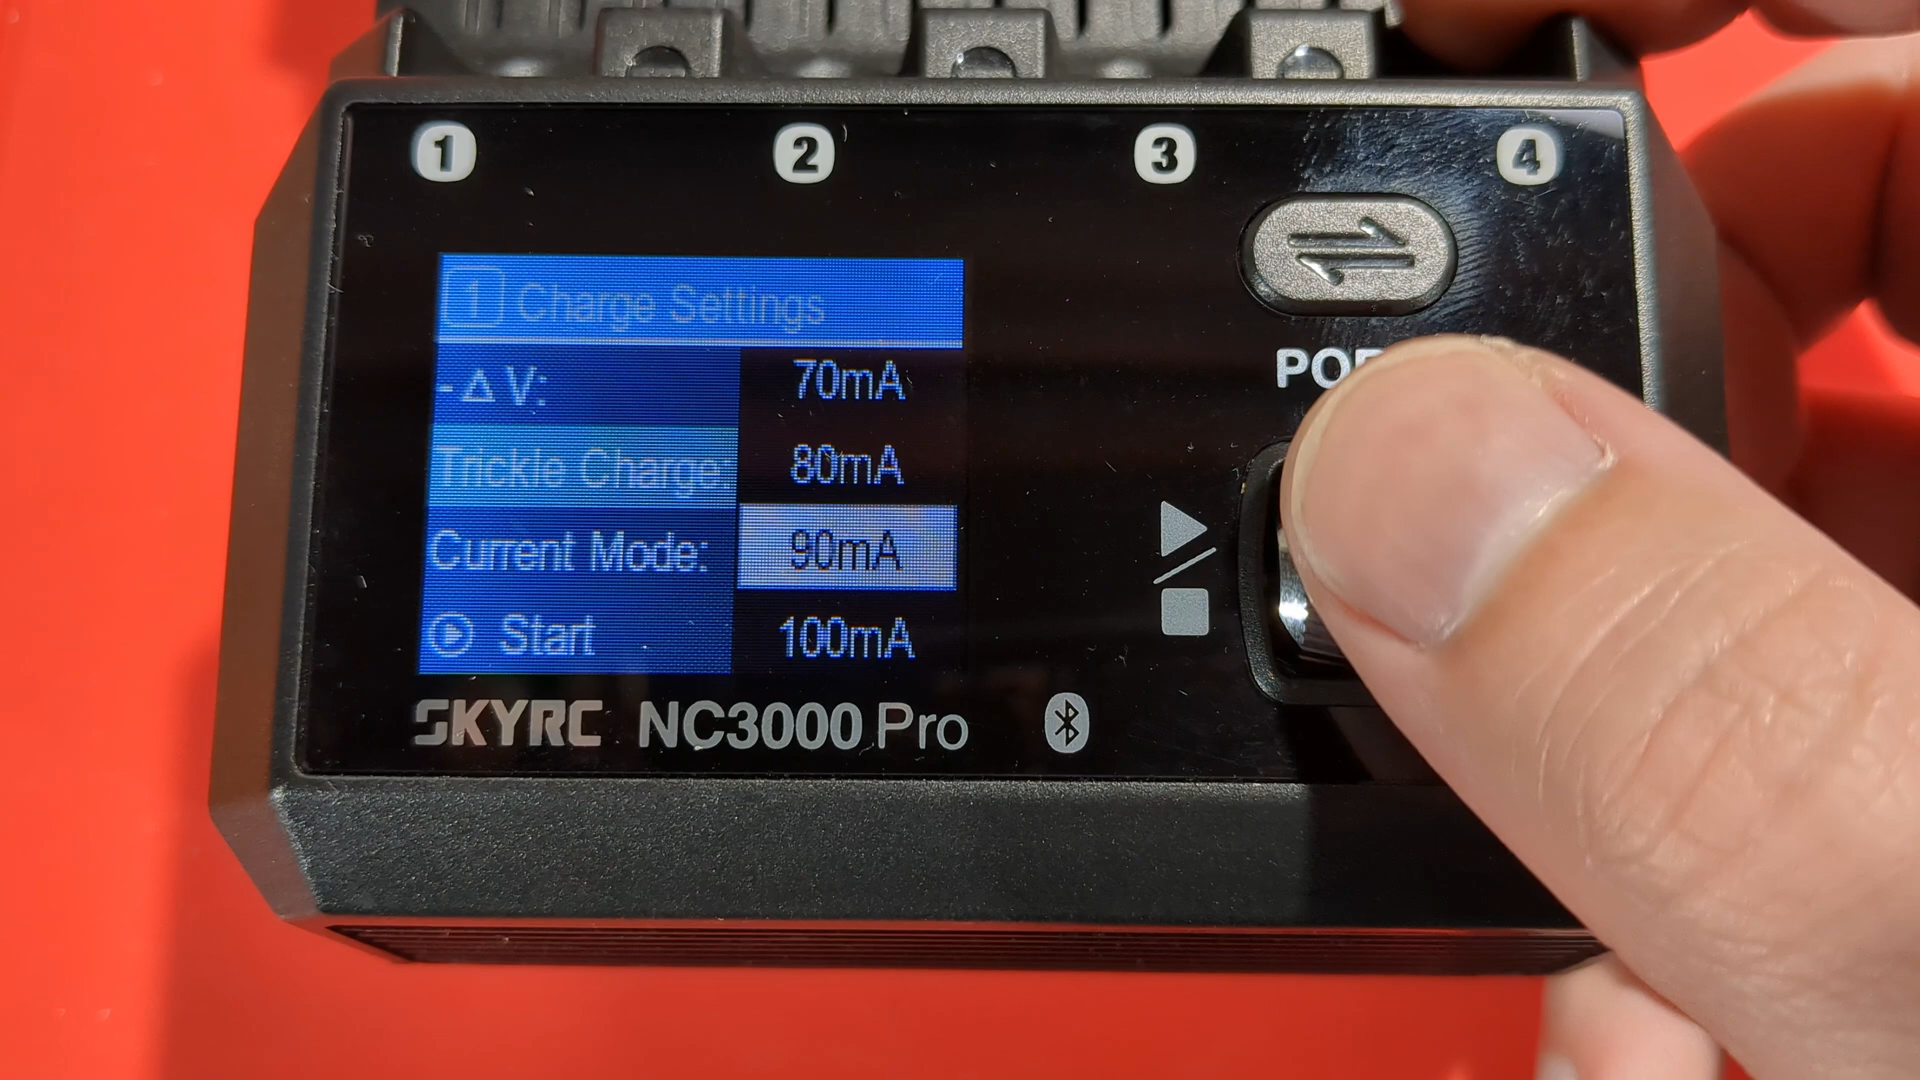 1 2 3 4
1 Charge Settings
-ΔV: 70mA
Trickle Charge: 80mA
Current Mode: 90mA
Start 100mA
SKYRC NC3000 Pro